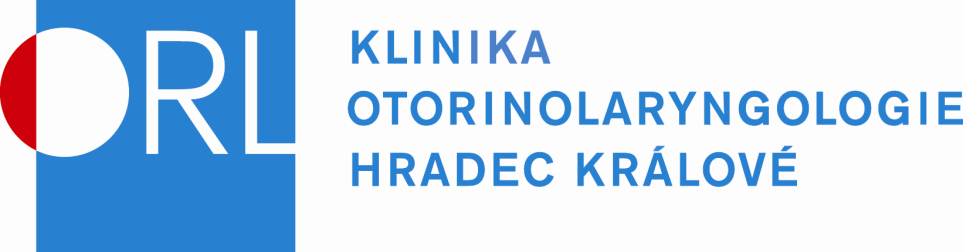 ORL
KLINIKA
OTORINOLARYNGOLOGIE
HRADEC KRÁLOVÉ